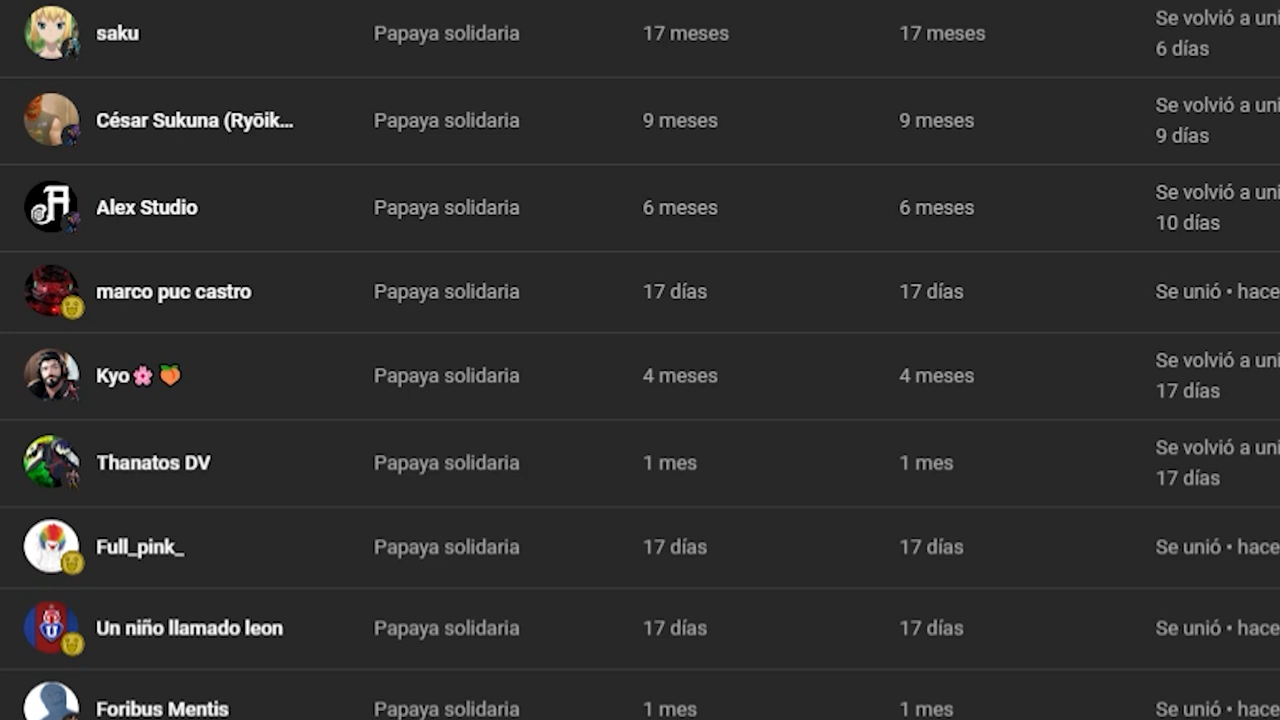 saku Papaya solidaria 17 meses 17 meses Se volvió a uni
6 días
César Sukuna (Ryōik... Papaya solidaria 9 meses 9 meses Se volvió a uni
9 días
Alex Studio Papaya solidaria 6 meses 6 meses Se volvió a uni
10 días
marco puc castro Papaya solidaria 17 días 17 días Se unió • hace
Kyo🌸🍑 Papaya solidaria 4 meses 4 meses Se volvió a uni
17 días
Thanatos DV Papaya solidaria 1 mes 1 mes Se volvió a uni
17 días
Full_pink_ Papaya solidaria 17 días 17 días Se unió • hace
Un niño llamado leon Papaya solidaria 17 días 17 días Se unió • hace
Foribus Mentis Papaya solidaria 1 mes 1 mes Se unió • hace